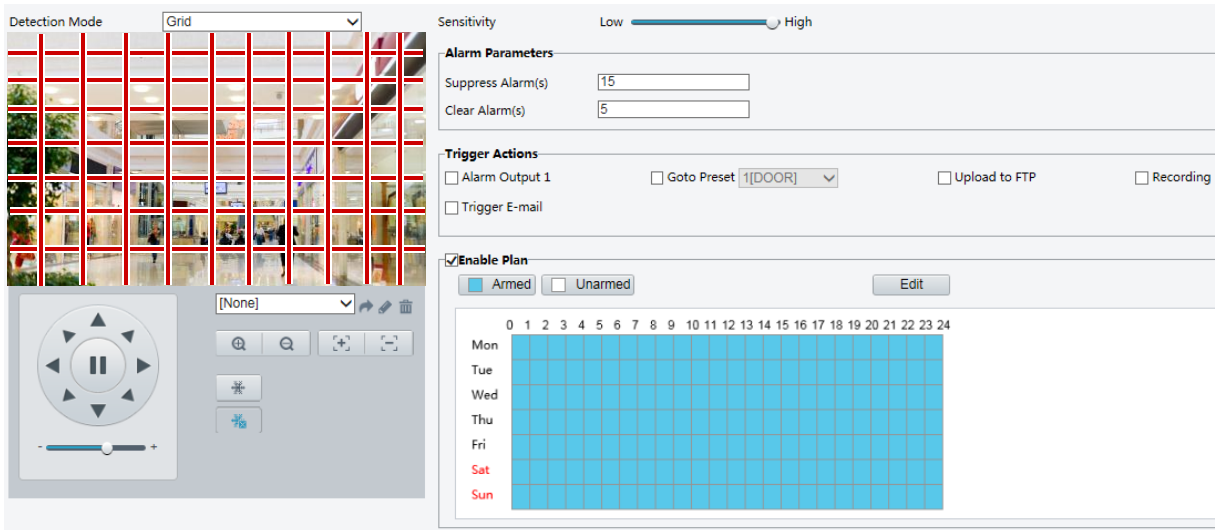 Detection Mode Grid
Sensitivity Low High
Alarm Parameters
Suppress Alarm(s) 15
Clear Alarm(s) 5
Trigger Actions
Alarm Output 1 Goto Preset 1[DOOR] Upload to FTP Recording
Trigger E-mail
Enable Plan
Armed Unarmed Edit
[None]
- +
0 1 2 3 4 5 6 7 8 9 10 11 12 13 14 15 16 17 18 19 20 21 22 23 24
Mon
Tue
Wed
Thu
Fri
Sat
Sun